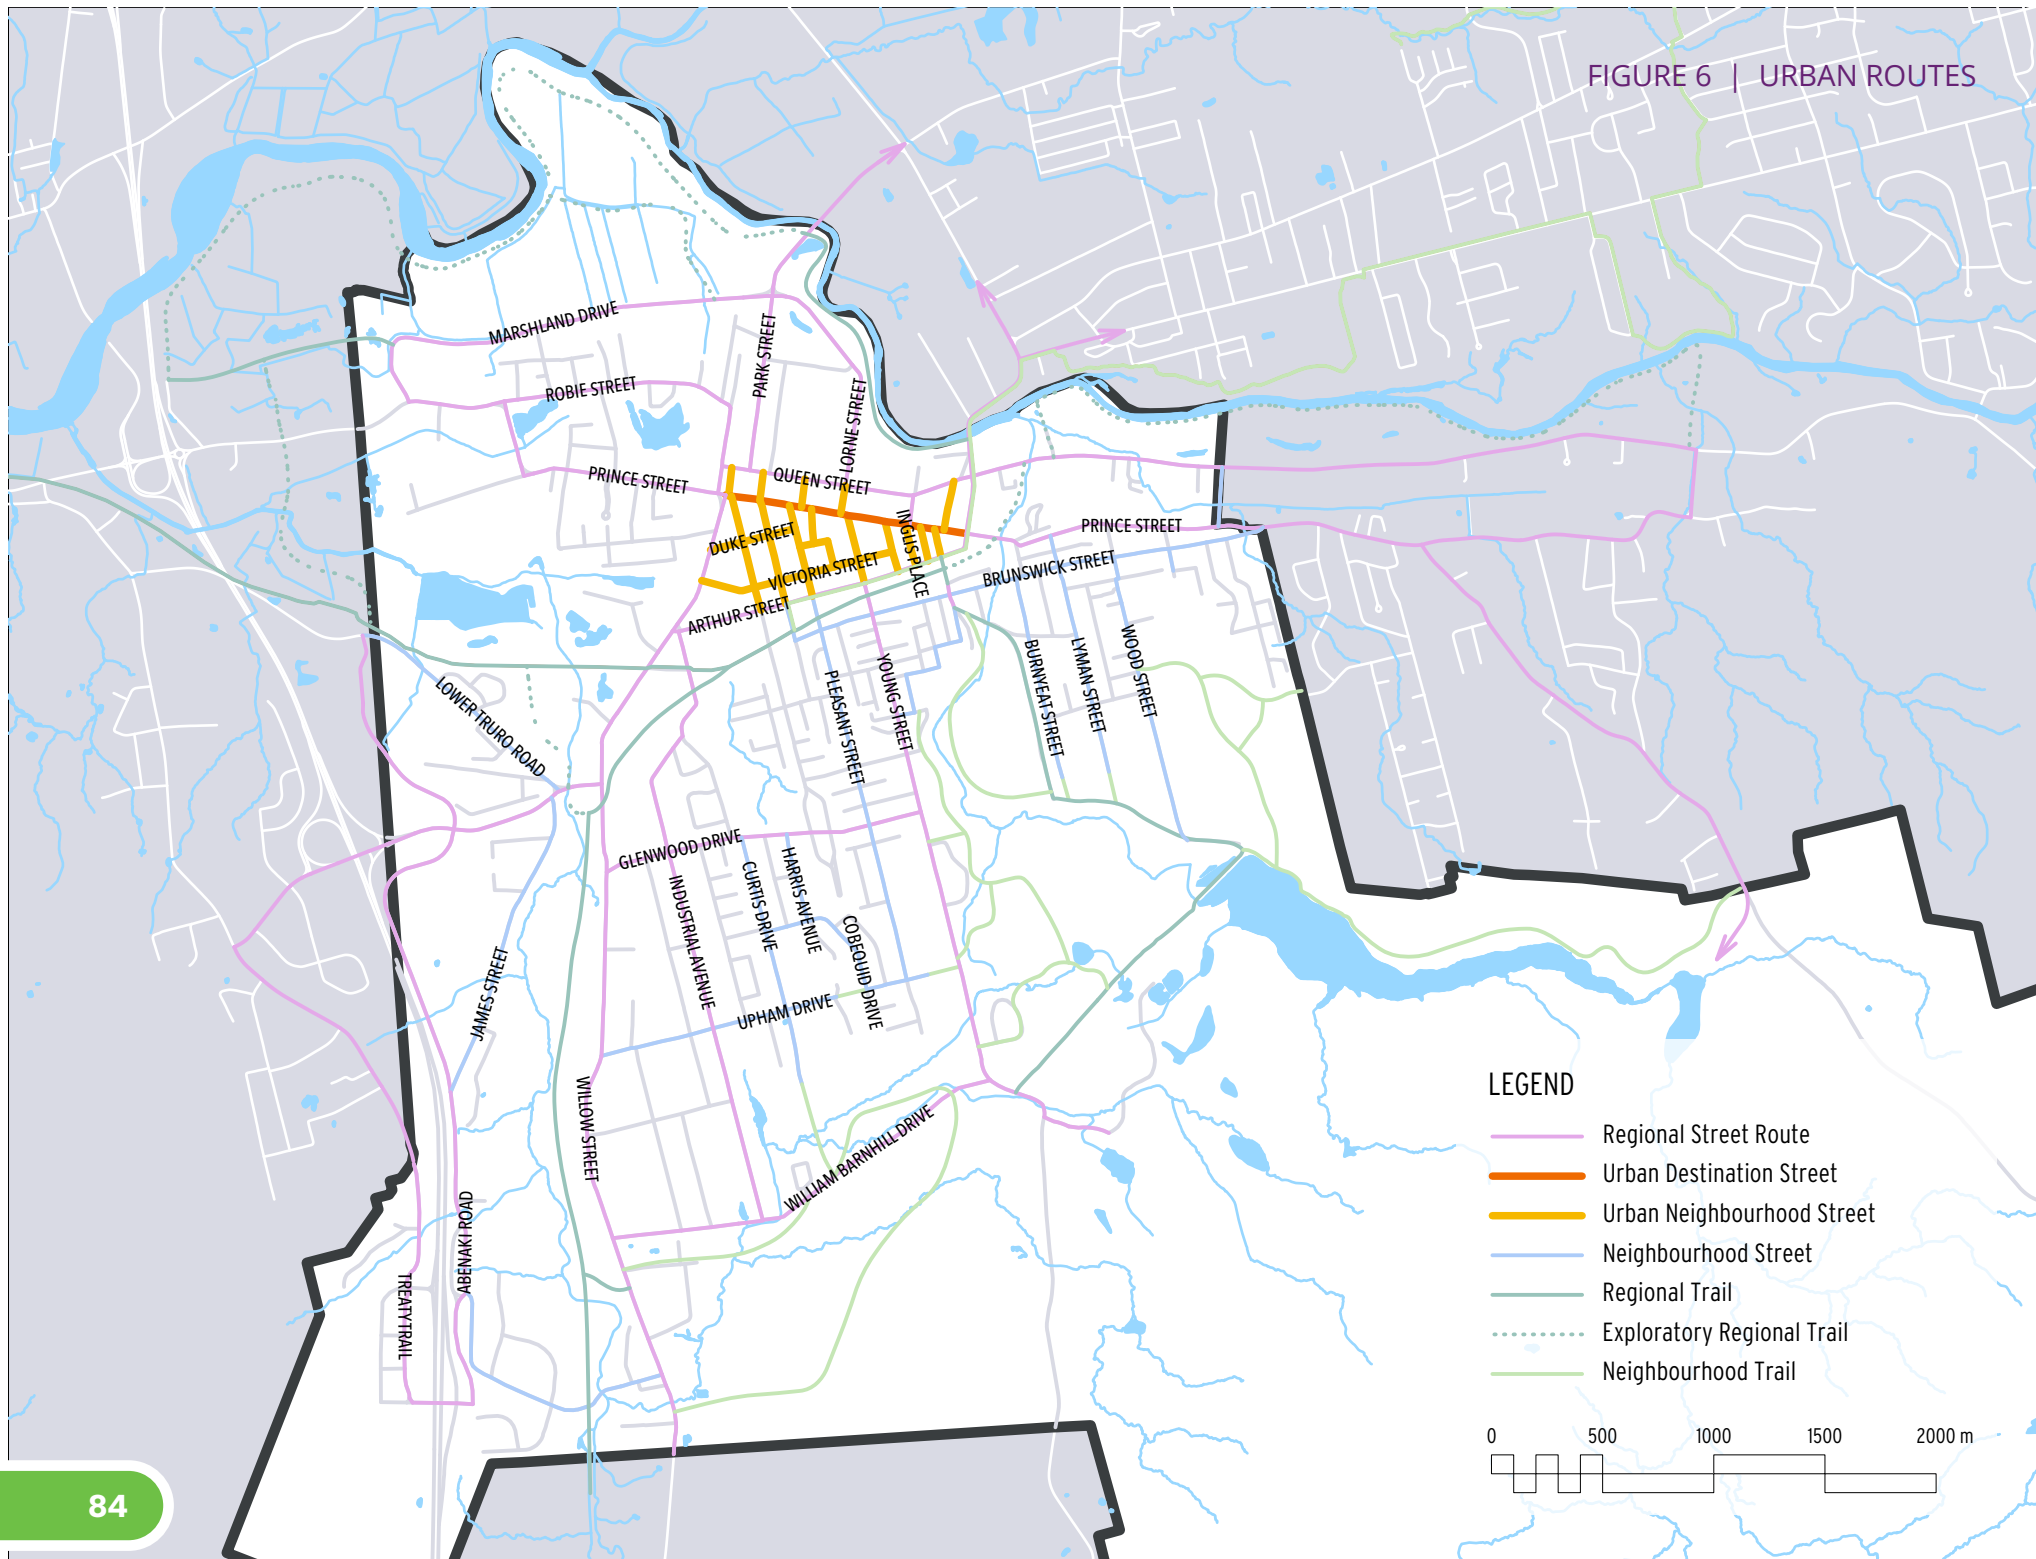 FIGURE 6 | URBAN ROUTES
MARSHLAND DRIVE
PARK STREET
ROBIE STREET
LORNE STREET
PRINCE STREET
QUEEN STREET
INGLIS PLACE
DUKE STREET
PRINCE STREET
VICTORIA STREET
BRUNSWICK STREET
ARTHUR STREET
LOWER TRURO ROAD
PLEASANT STREET
YOUNG STREET
BURNYEAT STREET
LYMAN STREET
WOOD STREET
GLENWOOD DRIVE
INDUSTRIAL AVENUE
CURTIS DRIVE
HARRIS AVENUE
COBEQUID DRIVE
JAMES STREET
UPHAM DRIVE
WILLOW STREET
WILLIAM BARNHILL DRIVE
ABENAKI ROAD
TREATY TRAIL
LEGEND
Regional Street Route
Urban Destination Street
Urban Neighbourhood Street
Neighbourhood Street
Regional Trail
Exploratory Regional Trail
Neighbourhood Trail
0 500 1000 1500 2000 m
84